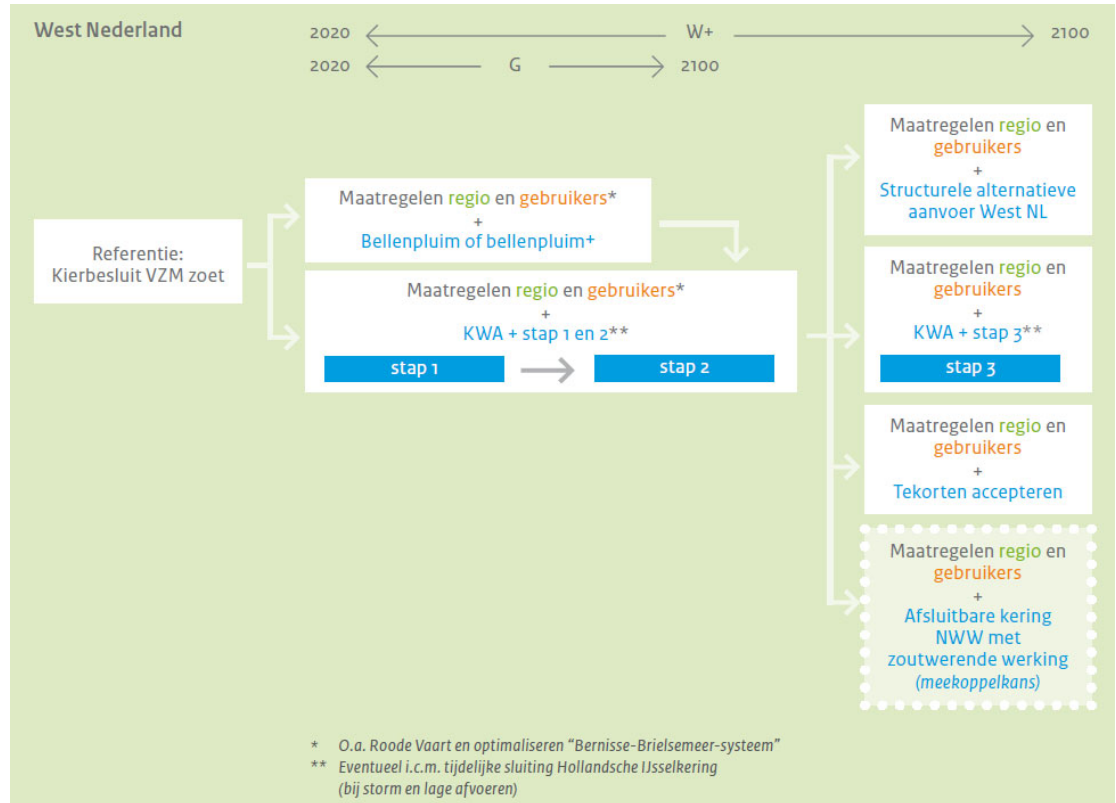 West Nederland
2020 W+ 2100
2020 G 2100
Referentie:
Kierbesluit VZM zoet
Maatregelen regio en gebruikers*
+
Bellenpluim of bellenpluim+
Maatregelen regio en gebruikers*
+
KWA + stap 1 en 2**
stap 1
stap 2
Maatregelen regio en
gebruikers
+
Structurele alternatieve
aanvoer West NL
Maatregelen regio en
gebruikers
+
KWA + stap 3**
stap 3
Maatregelen regio en
gebruikers
+
Tekorten accepteren
Maatregelen regio en
gebruikers
+
Afsluitbare kering
NWW met
zoutwerende werking
(meekoppelkans)
* O.a. Roode Vaart en optimaliseren "Bernisse-Brielsemeer-systeem"
** Eventueel i.c.m. tijdelijke sluiting Hollandsche IJsselkering
(bij storm en lage afvoeren)